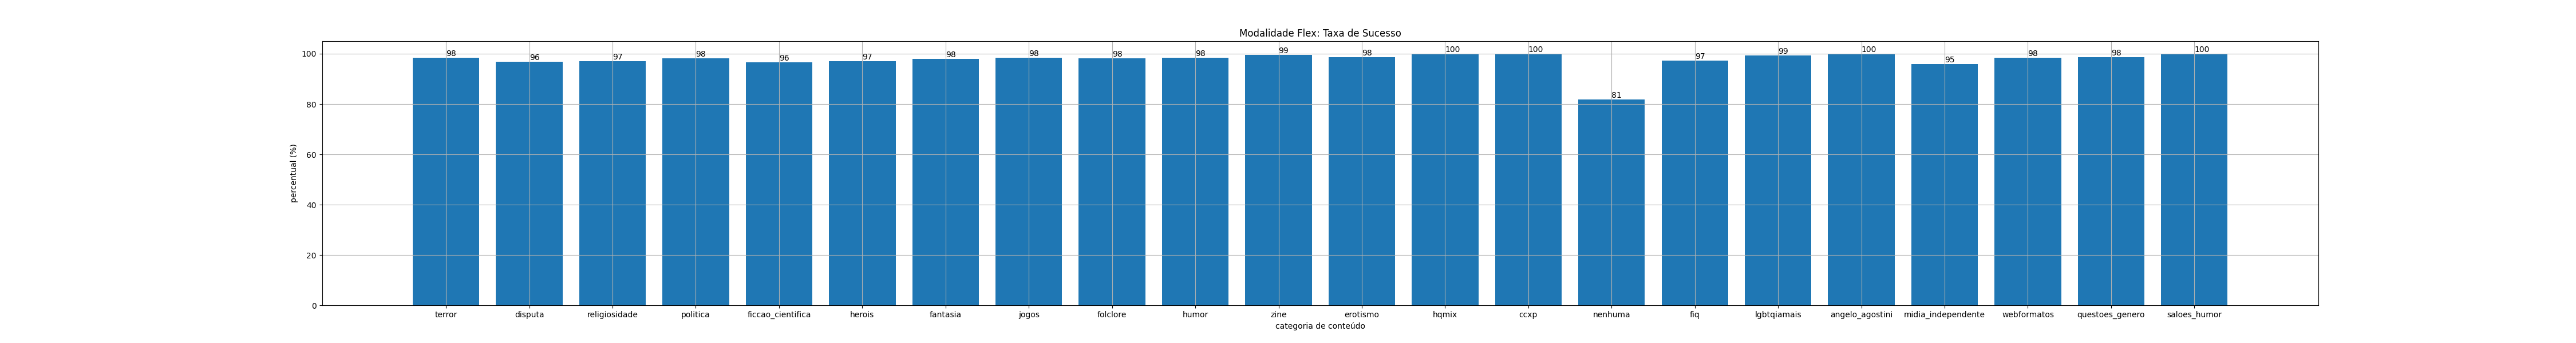 Modalidade Flex: Taxa de Sucesso
percentual (%)
100
80
60
40
20
0
98 96 97 98 96 97 98 98 98 98 99 98 100 100 81 97 99 100 95 98 98 100
terror disputa religiosidade politica ficcao_cientifica herois fantasia jogos folclore humor zine erotismo hqmix ccxp nenhuma fiq lgbtqiamais angelo_agostini midia_independente webformatos questoes_genero saloes_humor
categoria de conteúdo